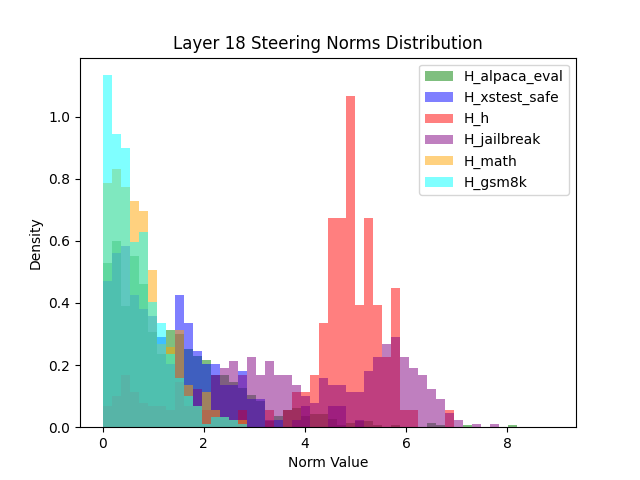 Layer 18 Steering Norms Distribution
H_alpaca_eval
H_xstest_safe
H_h
H_jailbreak
H_math
H_gsm8k
1.0
0.8
0.6
0.4
0.2
0.0
Density
0 2 4 6 8
Norm Value